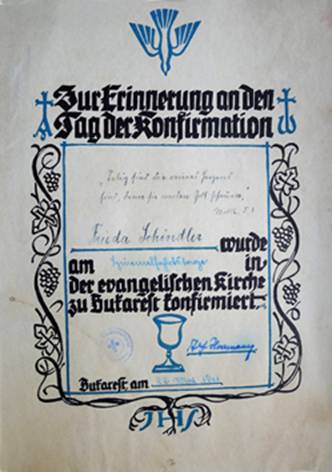 Zur Erinnerung an den
Tag der Konfirmation
„Selig sind die reines Herzens
sind, denn sie werden Gott schauen."
Matth. 5.8
Frieda Schindler wurde
am Himmelfahrtstage in
der evangelischen Kirche
zu Bukarest konfirmiert.
Bukarest, am
IHS